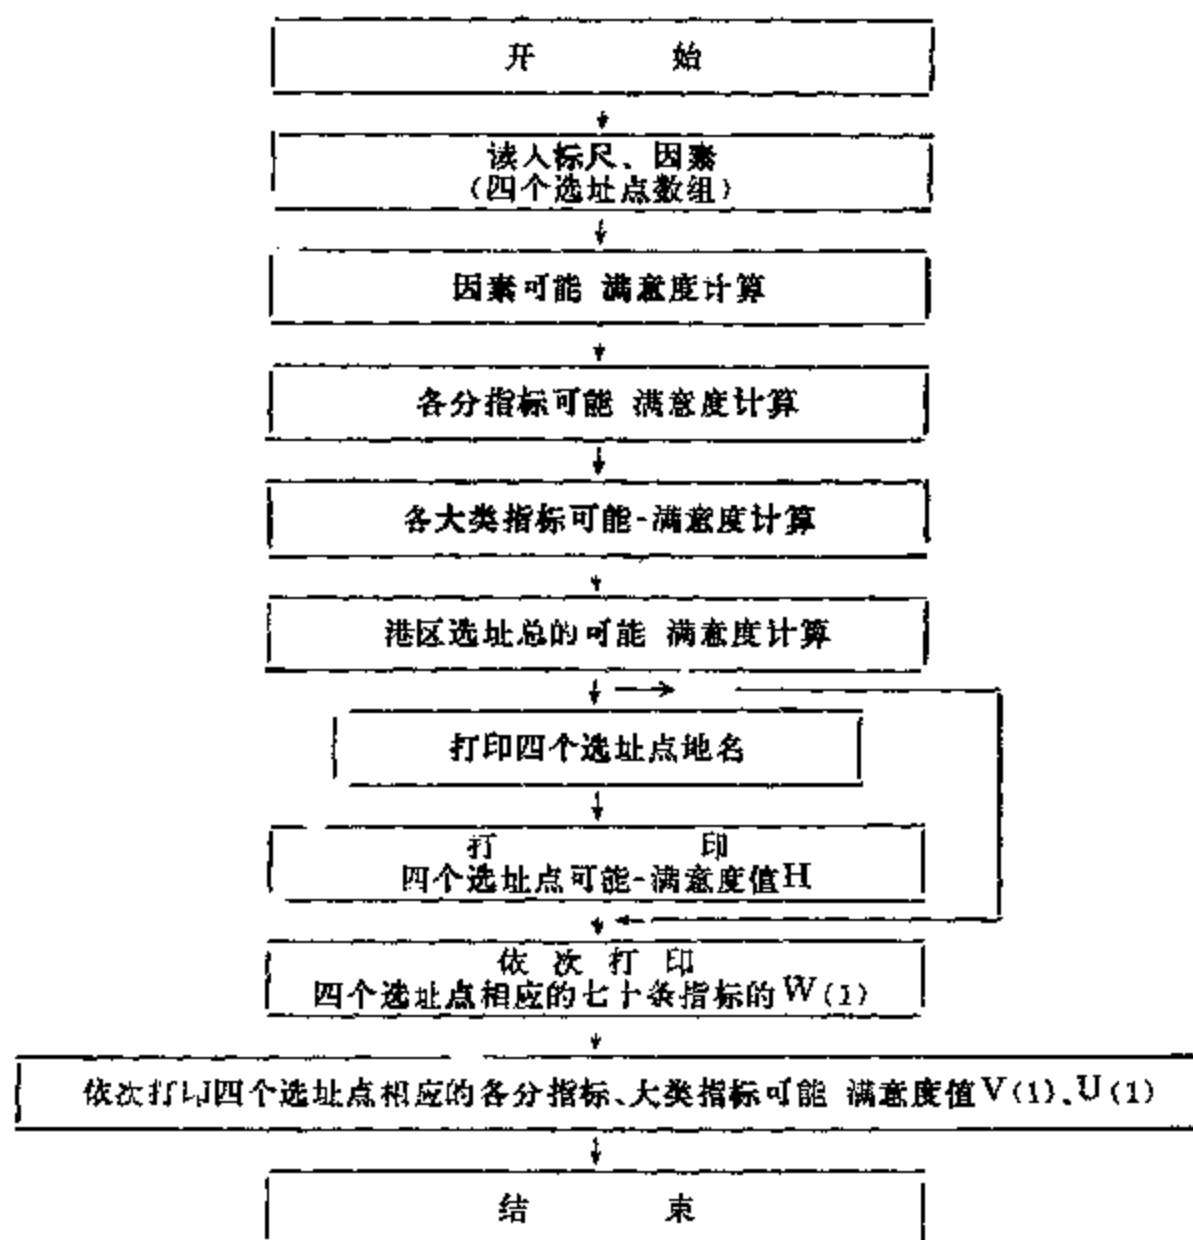 开 始
读入标尺、因素
(四个选址点数组)
因素可能 满意度计算
各分指标可能 满意度计算
各大类指标可能-满意度计算
港区选址总的可能 满意度计算
打印四个选址点地名
打 印
四个选址点可能-满意度值H
依 次 打 印
四个选址点相应的七十条指标的W(1)
依次打印四个选址点相应的各分指标、大类指标可能 满意度值V(1)、U(1)
结 束